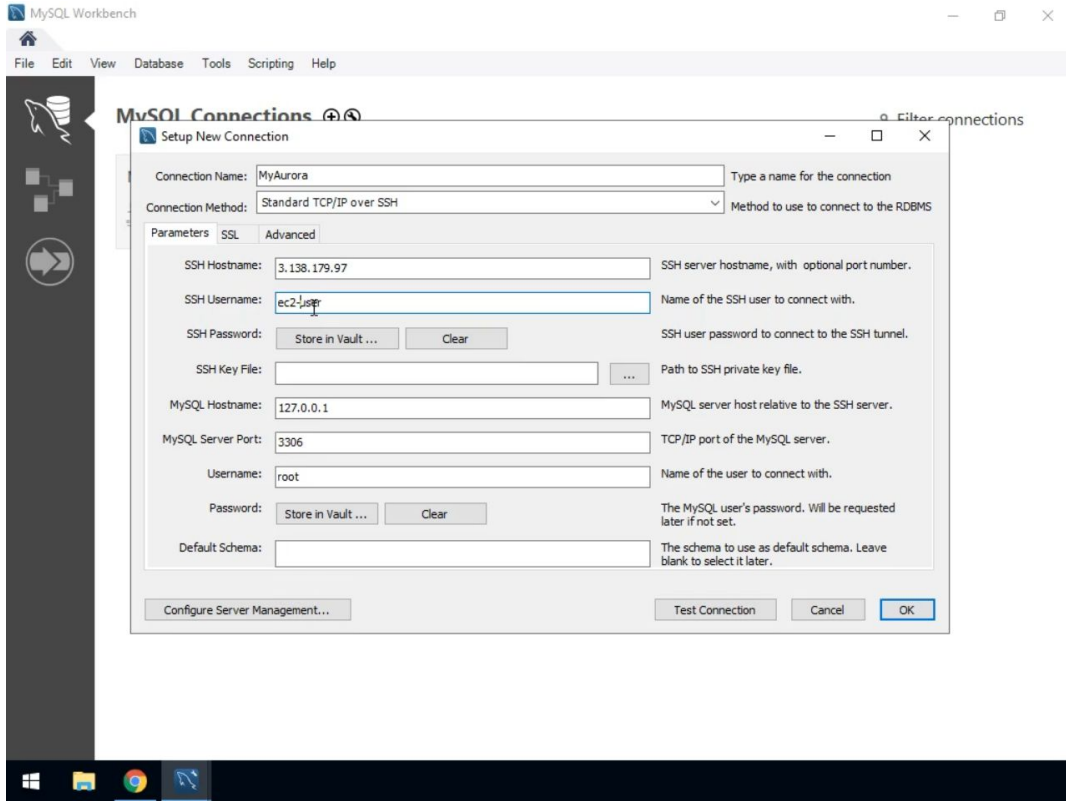 MySQL Workbench
File Edit View Database Tools Scripting Help
MySQL Connections
Filter connections
Setup New Connection
Connection Name: MyAurora Type a name for the connection
Connection Method: Standard TCP/IP over SSH Method to use to connect to the RDBMS
Parameters SSL Advanced
SSH Hostname: 3.138.179.97 SSH server hostname, with optional port number.
SSH Username: ec2-user Name of the SSH user to connect with.
SSH Password: Store in Vault ... Clear SSH user password to connect to the SSH tunnel.
SSH Key File: ... Path to SSH private key file.
MySQL Hostname: 127.0.0.1 MySQL server host relative to the SSH server.
MySQL Server Port: 3306 TCP/IP port of the MySQL server.
Username: root Name of the user to connect with.
Password: Store in Vault ... Clear The MySQL user's password. Will be requested
later if not set.
Default Schema: The schema to use as default schema. Leave
blank to select it later.
Configure Server Management... Test Connection Cancel OK